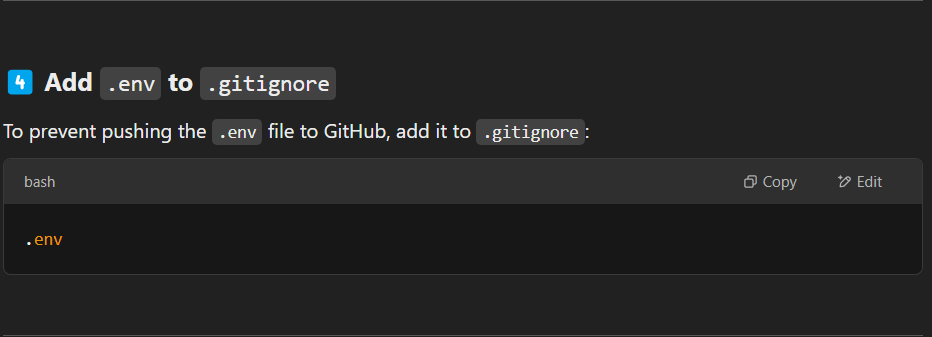 4 Add .env to .gitignore
To prevent pushing the .env file to GitHub, add it to .gitignore:
bash Copy Edit
.env